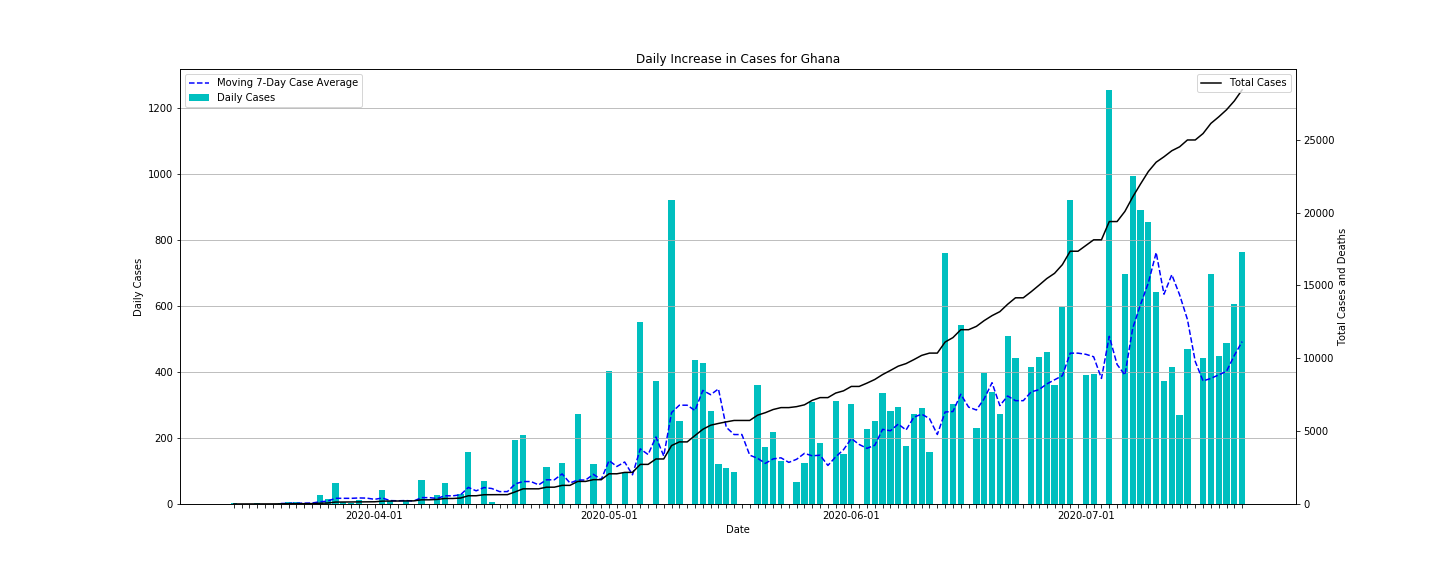 Daily Increase in Cases for Ghana
Moving 7-Day Case Average
Daily Cases
Total Cases
1200
1000
800
600
400
200
0
Daily Cases
25000
20000
15000
10000
5000
0
Total Cases and Deaths
2020-04-01
2020-05-01
2020-06-01
2020-07-01
Date